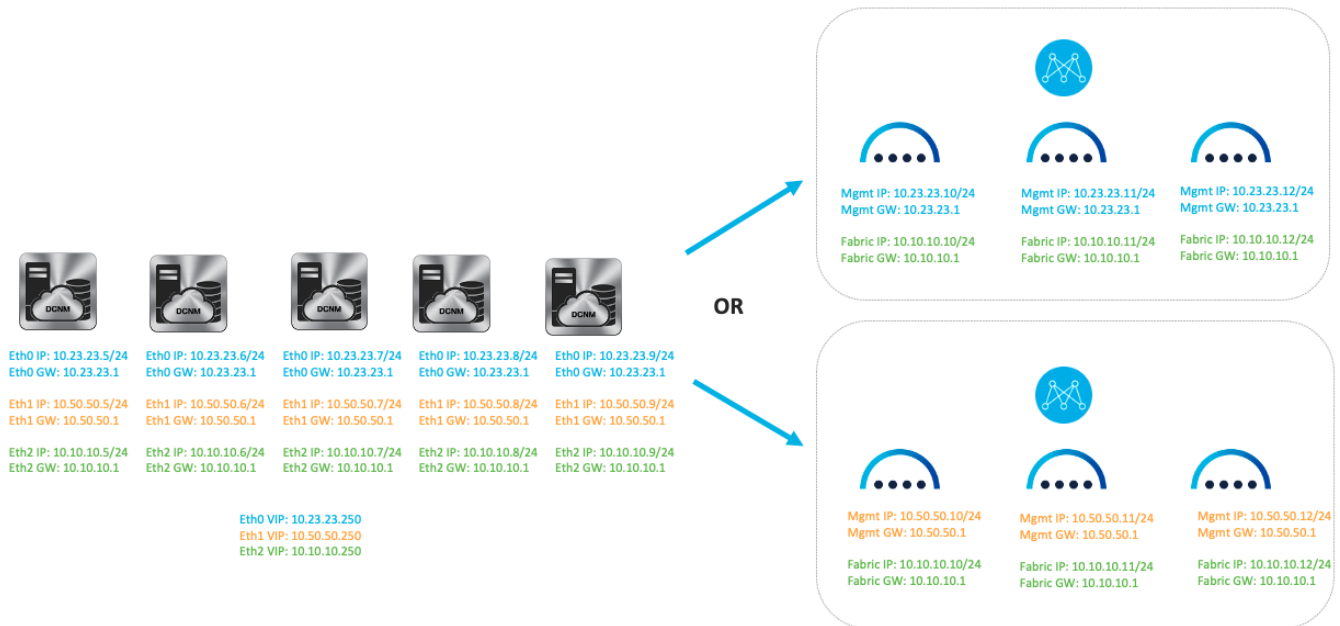 DCNM
Eth0 IP: 10.23.23.5/24
Eth0 GW: 10.23.23.1
Eth1 IP: 10.50.50.5/24
Eth1 GW: 10.50.50.1
Eth2 IP: 10.10.10.5/24
Eth2 GW: 10.10.10.1
DCNM
Eth0 IP: 10.23.23.6/24
Eth0 GW: 10.23.23.1
Eth1 IP: 10.50.50.6/24
Eth1 GW: 10.50.50.1
Eth2 IP: 10.10.10.6/24
Eth2 GW: 10.10.10.1
DCNM
Eth0 IP: 10.23.23.7/24
Eth0 GW: 10.23.23.1
Eth1 IP: 10.50.50.7/24
Eth1 GW: 10.50.50.1
Eth2 IP: 10.10.10.7/24
Eth2 GW: 10.10.10.1
DCNM
Eth0 IP: 10.23.23.8/24
Eth0 GW: 10.23.23.1
Eth1 IP: 10.50.50.8/24
Eth1 GW: 10.50.50.1
Eth2 IP: 10.10.10.8/24
Eth2 GW: 10.10.10.1
DCNM
Eth0 IP: 10.23.23.9/24
Eth0 GW: 10.23.23.1
Eth1 IP: 10.50.50.9/24
Eth1 GW: 10.50.50.1
Eth2 IP: 10.10.10.9/24
Eth2 GW: 10.10.10.1
Eth0 VIP: 10.23.23.250
Eth1 VIP: 10.50.50.250
Eth2 VIP: 10.10.10.250
OR
Mgmt IP: 10.23.23.10/24
Mgmt GW: 10.23.23.1
Fabric IP: 10.10.10.10/24
Fabric GW: 10.10.10.1
Mgmt IP: 10.23.23.11/24
Mgmt GW: 10.23.23.1
Fabric IP: 10.10.10.11/24
Fabric GW: 10.10.10.1
Mgmt IP: 10.23.23.12/24
Mgmt GW: 10.23.23.1
Fabric IP: 10.10.10.12/24
Fabric GW: 10.10.10.1
Mgmt IP: 10.50.50.10/24
Mgmt GW: 10.50.50.1
Fabric IP: 10.10.10.10/24
Fabric GW: 10.10.10.1
Mgmt IP: 10.50.50.11/24
Mgmt GW: 10.50.50.1
Fabric IP: 10.10.10.11/24
Fabric GW: 10.10.10.1
Mgmt IP: 10.50.50.12/24
Mgmt GW: 10.50.50.1
Fabric IP: 10.10.10.12/24
Fabric GW: 10.10.10.1